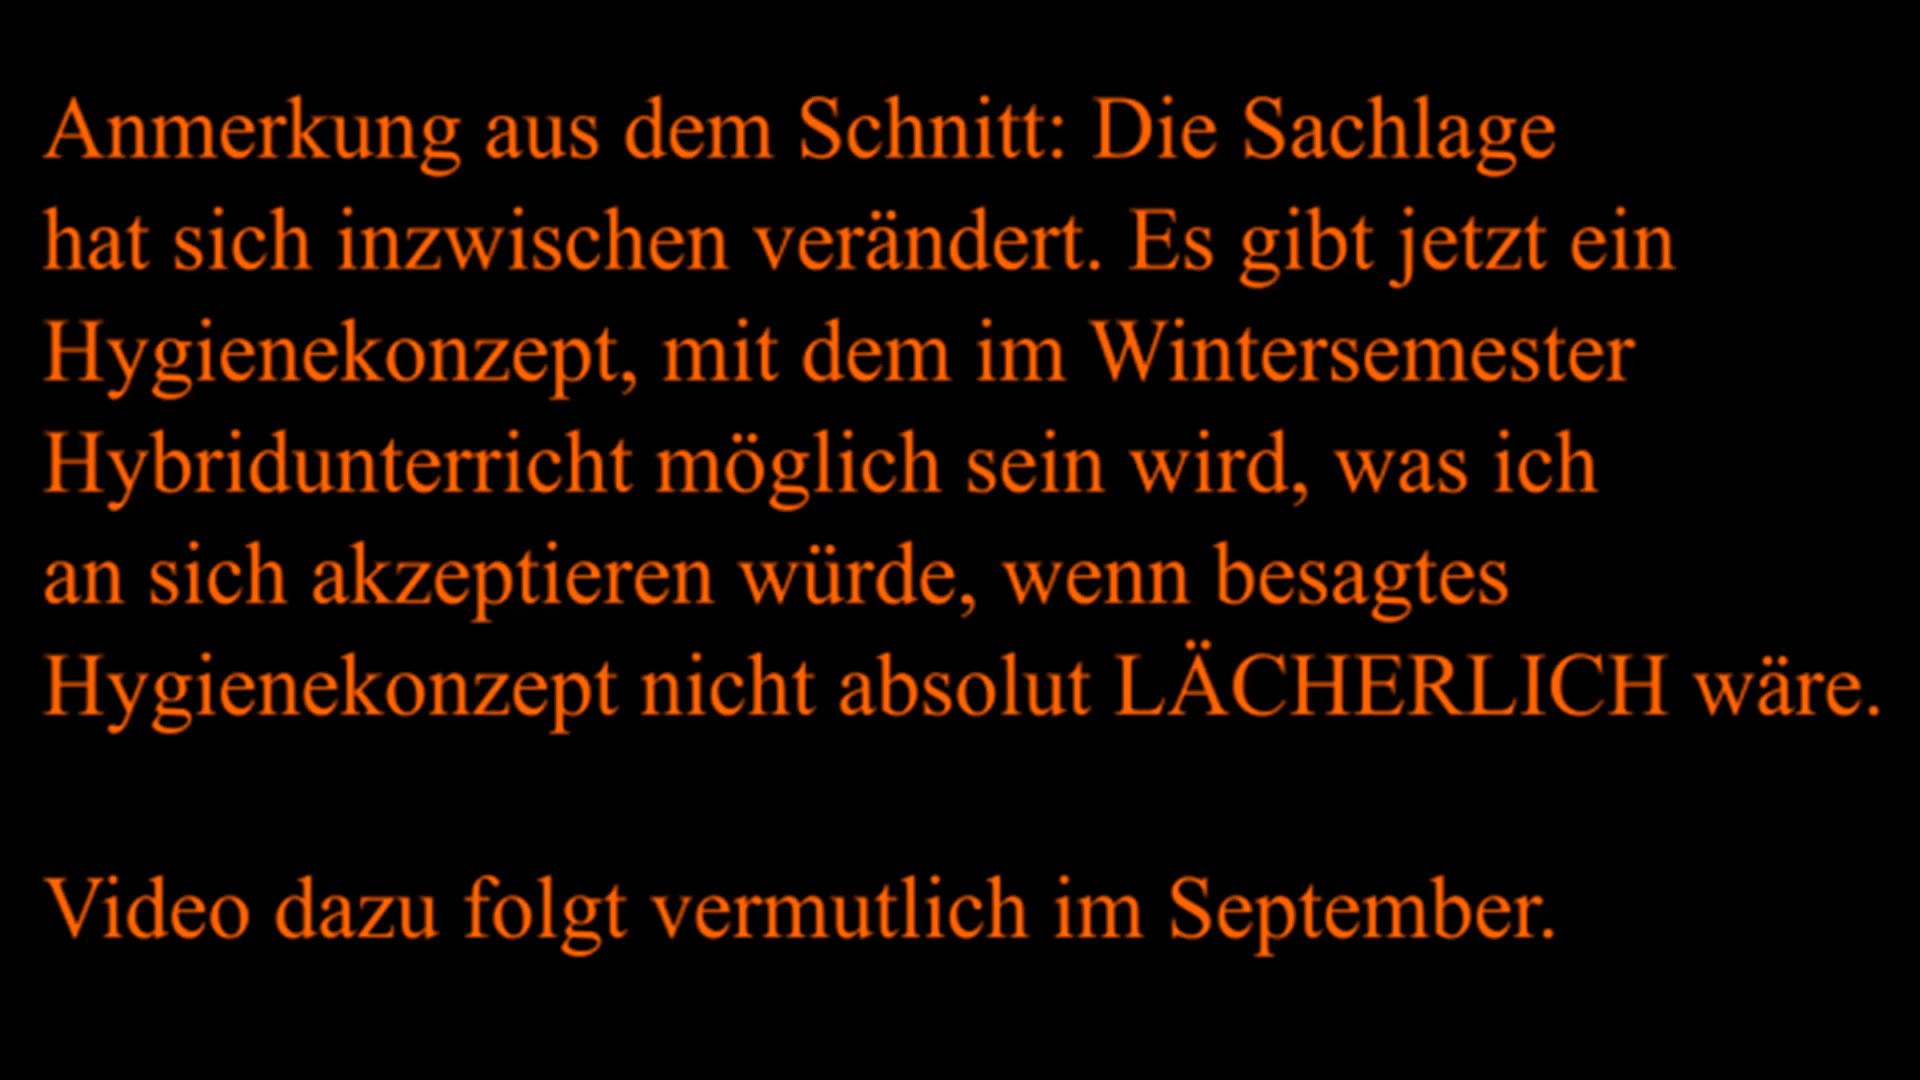 Anmerkung aus dem Schnitt: Die Sachlage
hat sich inzwischen verändert. Es gibt jetzt ein
Hygienekonzept, mit dem im Wintersemester
Hybridunterricht möglich sein wird, was ich
an sich akzeptieren würde, wenn besagtes
Hygienekonzept nicht absolut LÄCHERLICH wäre.
Video dazu folgt vermutlich im September.